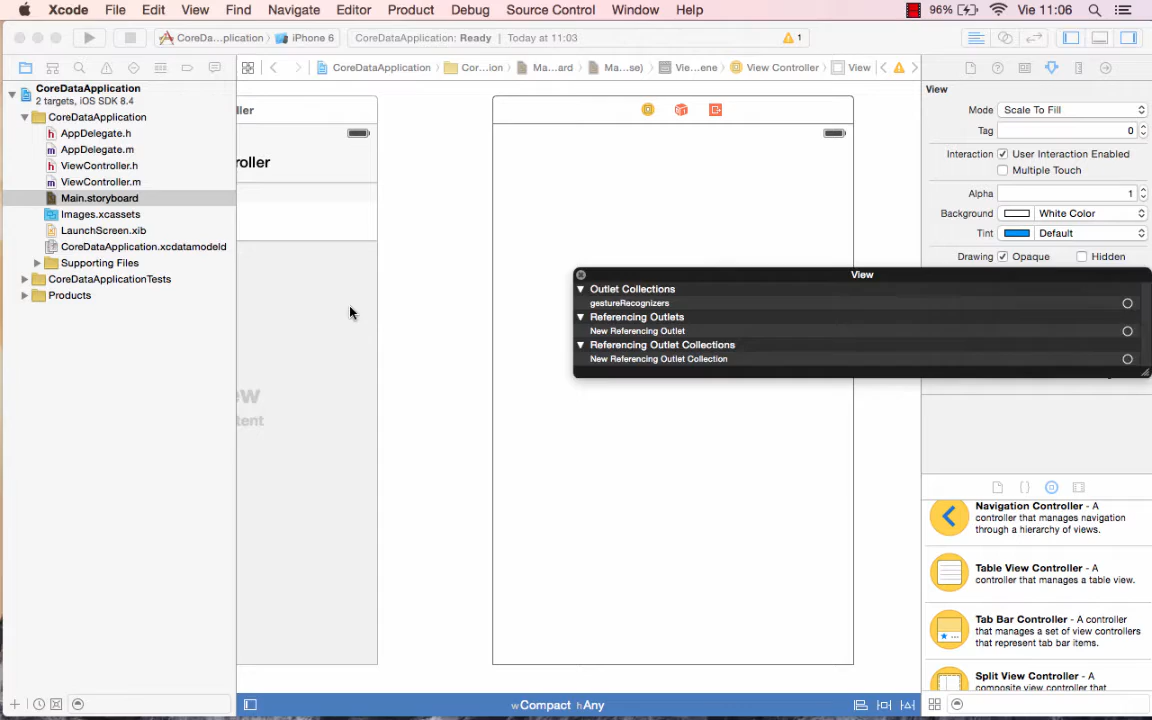 Xcode File Edit View Find Navigate Editor Product Debug Source Control Window Help 96% Vie 11:06
CoreDa...plication iPhone 6 CoreDataApplication: Ready Today at 11:03 1
CoreDataApplication Cor...ion Ma...ard Ma...se) Vie...ene View Controller View
CoreDataApplication
2 targets, iOS SDK 8.4
CoreDataApplication
h AppDelegate.h
m AppDelegate.m
h ViewController.h
m ViewController.m
Main.storyboard
Images.xcassets
LaunchScreen.xib
CoreDataApplication.xcdatamodeld
Supporting Files
CoreDataApplicationTests
Products
ller
roller
ew
tent
View
Outlet Collections
gestureRecognizers
Referencing Outlets
New Referencing Outlet
Referencing Outlet Collections
New Referencing Outlet Collection
View
Mode Scale To Fill
Tag 0
Interaction User Interaction Enabled
Multiple Touch
Alpha 1
Background White Color
Tint Default
Drawing Opaque Hidden
Navigation Controller - A
controller that manages navigation
through a hierarchy of views.
Table View Controller - A
controller that manages a table view.
Tab Bar Controller - A controller
that manages a set of view controllers
that represent tab bar items.
Split View Controller - A
composite view controller that
wCompact hAny